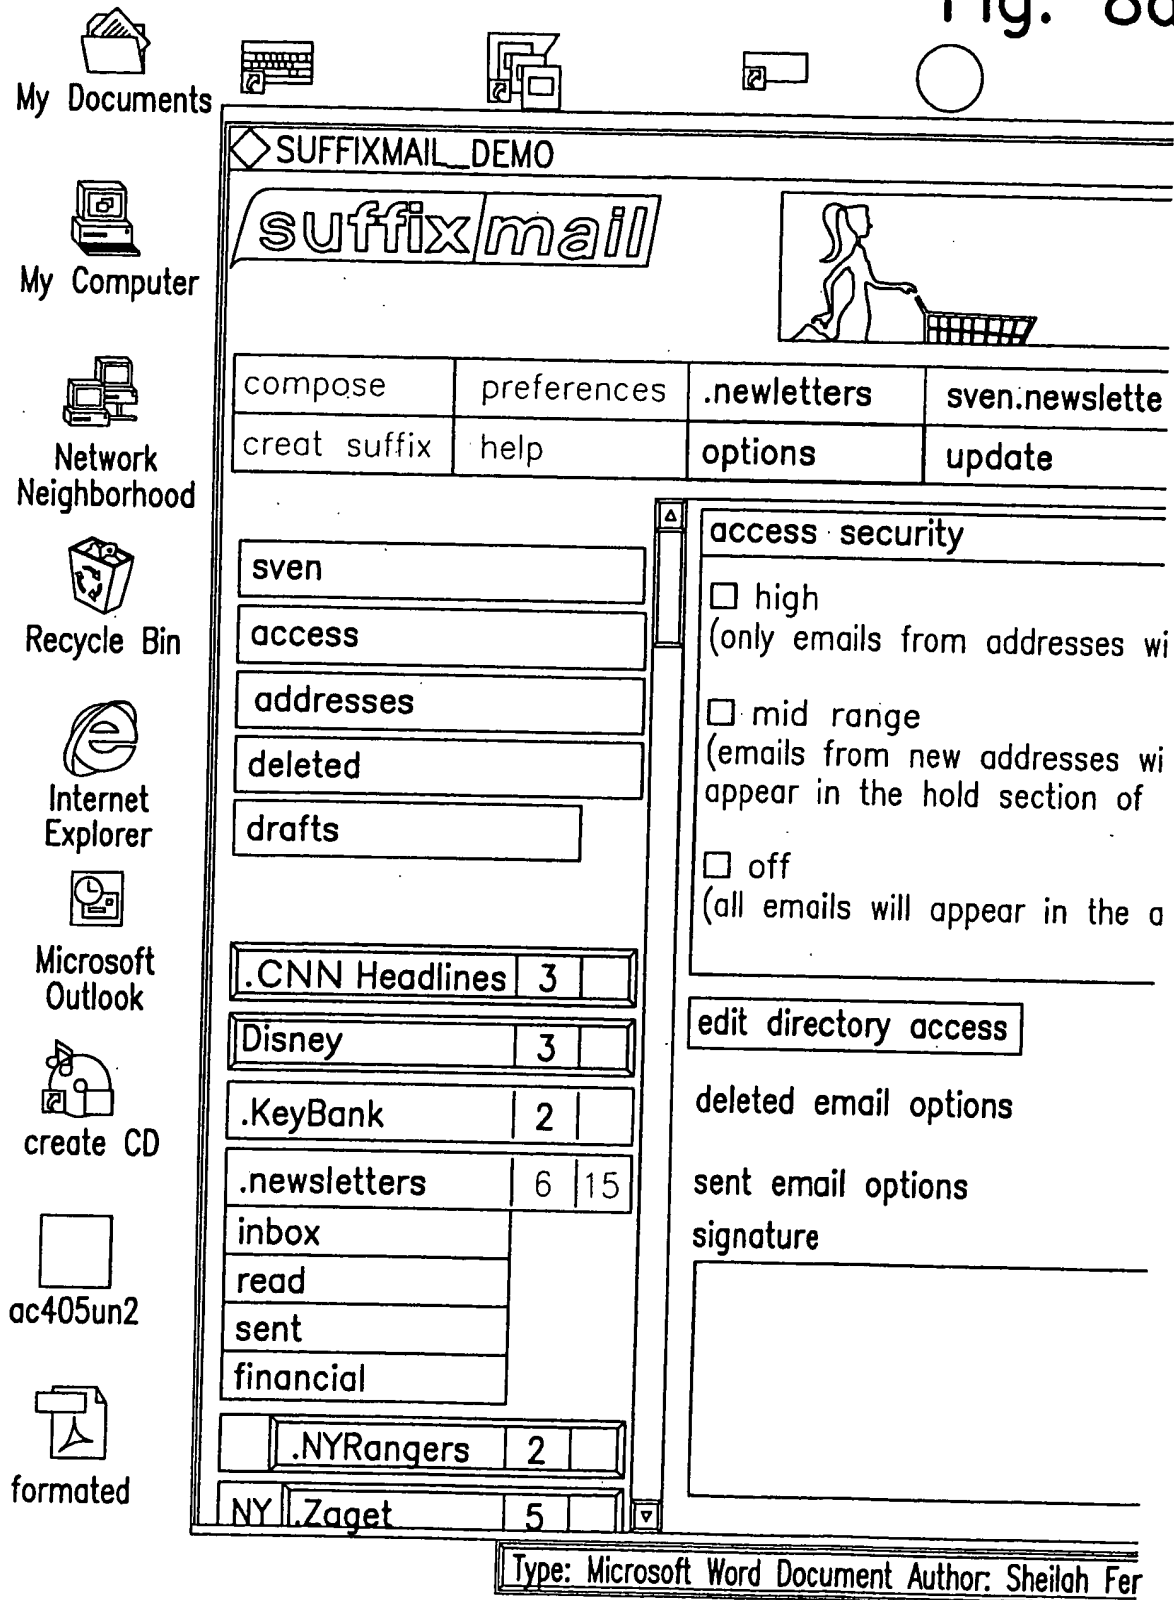 Fig. 8a
My Documents
My Computer
Network
Neighborhood
Recycle Bin
Internet
Explorer
Microsoft
Outlook
create CD
ac405un2
formated
SUFFIXMAIL_DEMO
suffix mail
compose preferences .newletters sven.newslette
creat suffix help options update
sven
access
addresses
deleted
drafts
.CNN Headlines 3
Disney 3
.KeyBank 2
.newsletters 6 15
inbox
read
sent
financial
.NYRangers 2
NY .Zaget 5
access security
high
(only emails from addresses wi
mid range
(emails from new addresses wi
appear in the hold section of
off
(all emails will appear in the a
edit directory access
deleted email options
sent email options
signature
Type: Microsoft Word Document Author: Sheilah Fer